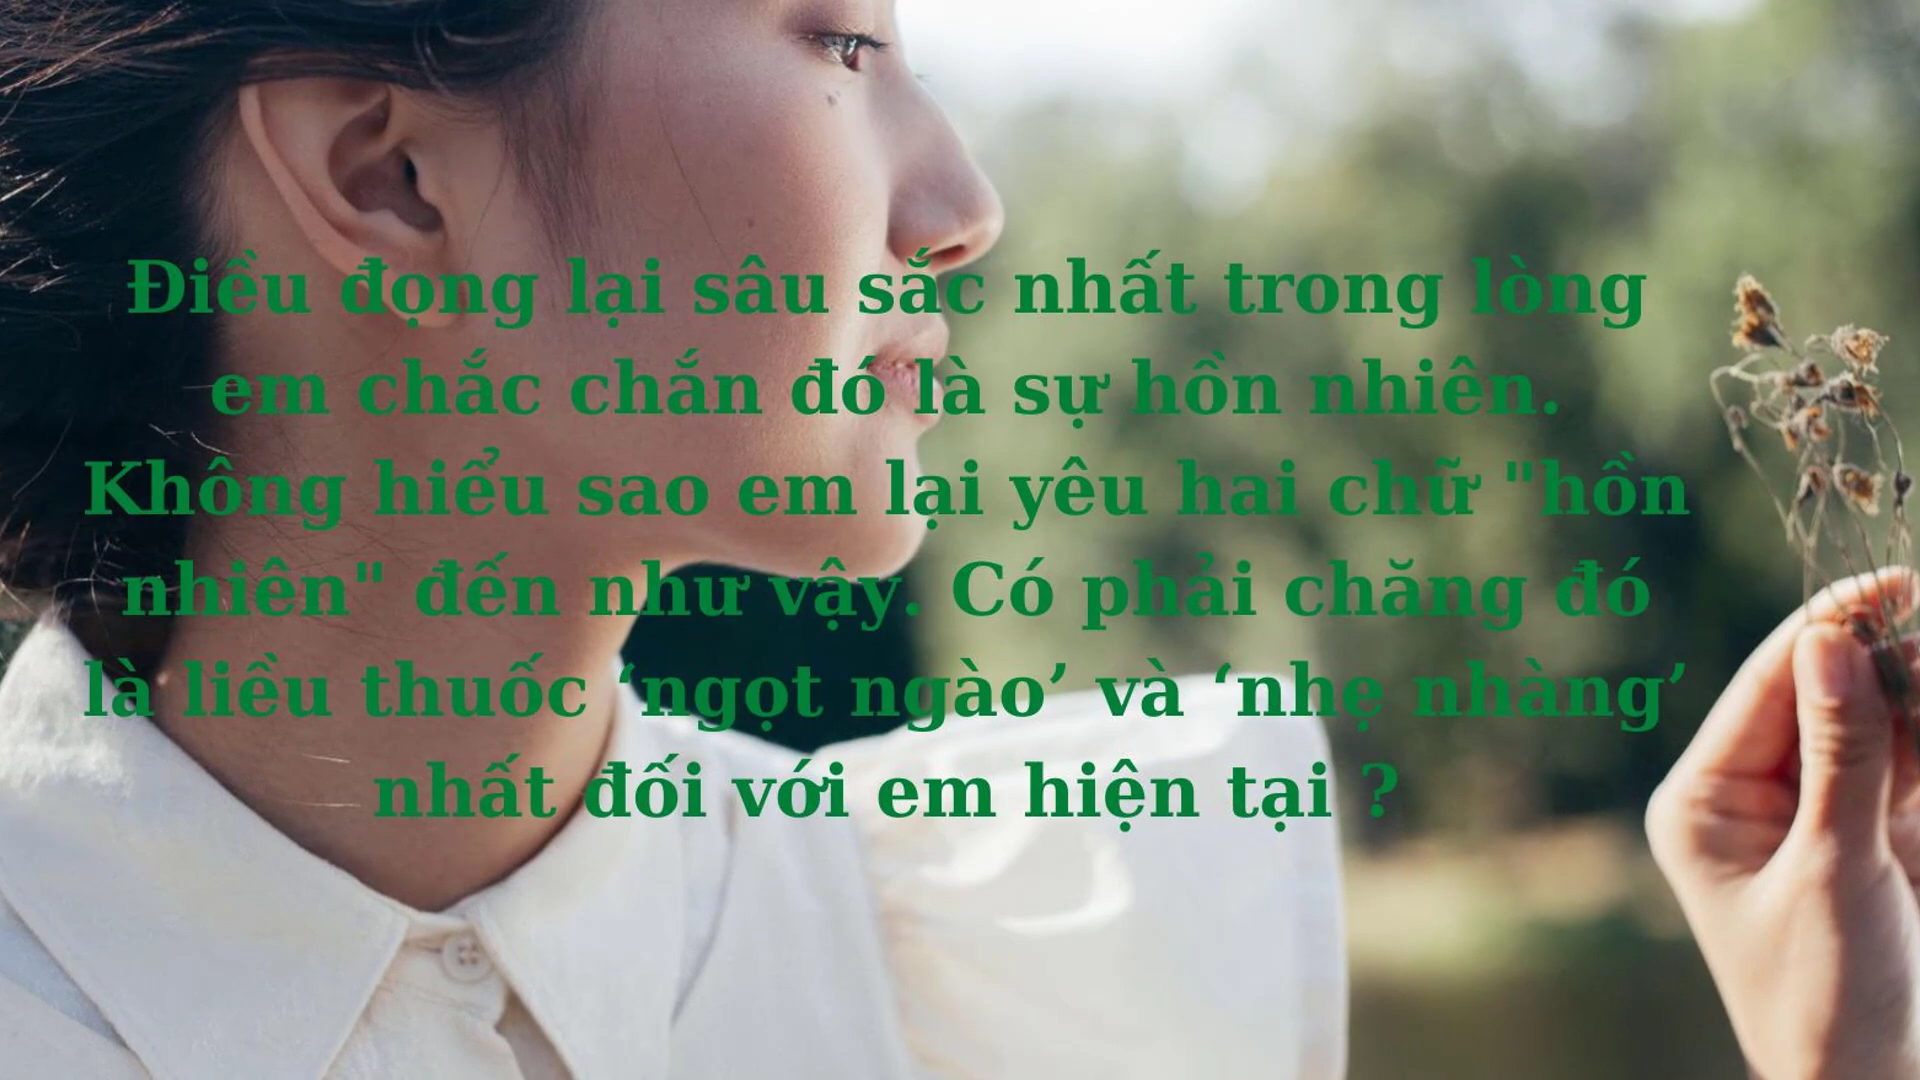 Điều đọng lại sâu sắc nhất trong lòng
em chắc chắn đó là sự hồn nhiên.
Không hiểu sao em lại yêu hai chữ "hồn
nhiên" đến như vậy. Có phải chăng đó
là liều thuốc ‘ngọt ngào’ và ‘nhẹ nhàng’
nhất đối với em hiện tại ?